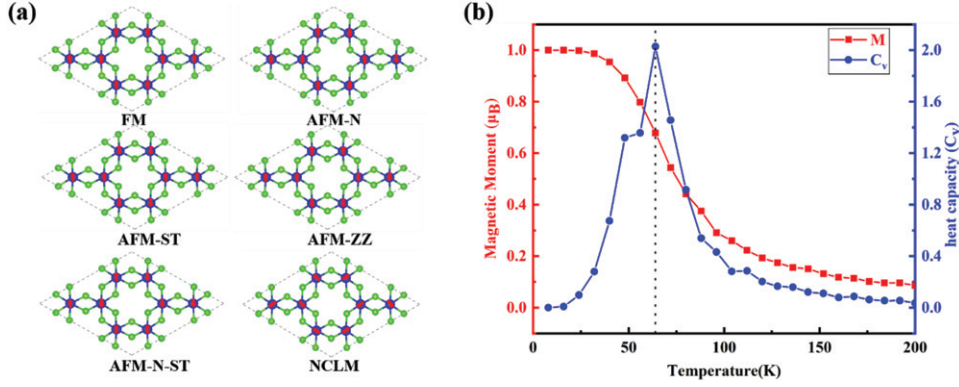 (a)
FM
AFM-N
AFM-ST
AFM-ZZ
AFM-N-ST
NCLM
(b)
M
Cv
Magnetic Moment (μB)
1.0
0.8
0.6
0.4
0.2
0.0
heat capacity (Cv)
2.0
1.6
1.2
0.8
0.4
0.0
0
50
100
150
200
Temperature(K)